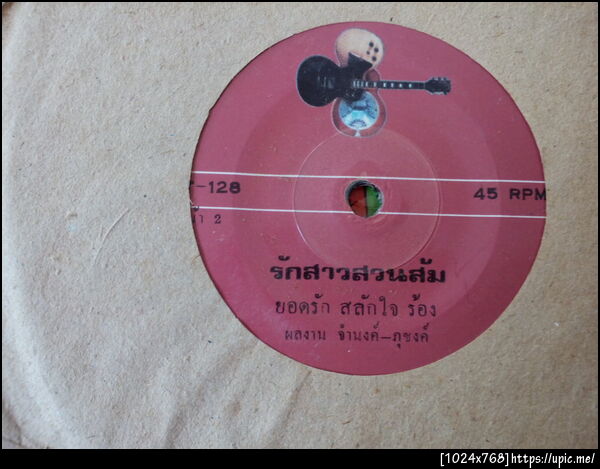 -128
45 RPM
2
รักสาวสวนส้ม
ยอดรัก สลักใจ ร้อง
ผลงาน จำนงค์-ภุชงค์
[1024x768]https://upic.me/